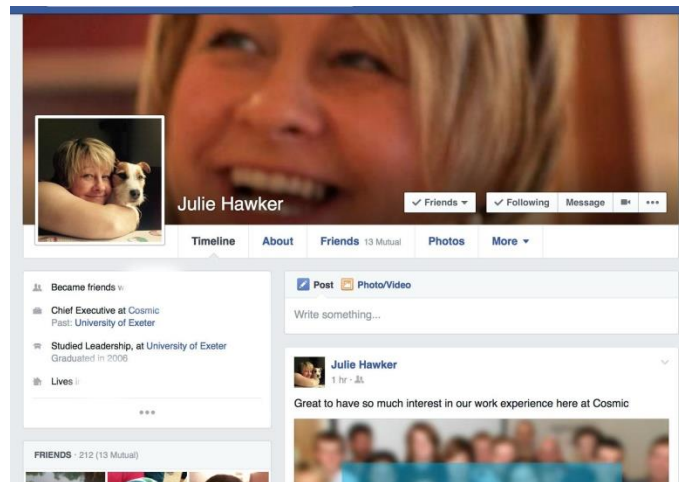 Julie Hawker
Friends
Following
Message
Timeline
About
Friends 13 Mutual
Photos
More
Became friends
Chief Executive at Cosmic
Past: University of Exeter
Studied Leadership, at University of Exeter
Graduated in 2006
Lives
FRIENDS · 212 (13 Mutual)
Post
Photo/Video
Write something...
Julie Hawker
1 hr ·
Great to have so much interest in our work experience here at Cosmic